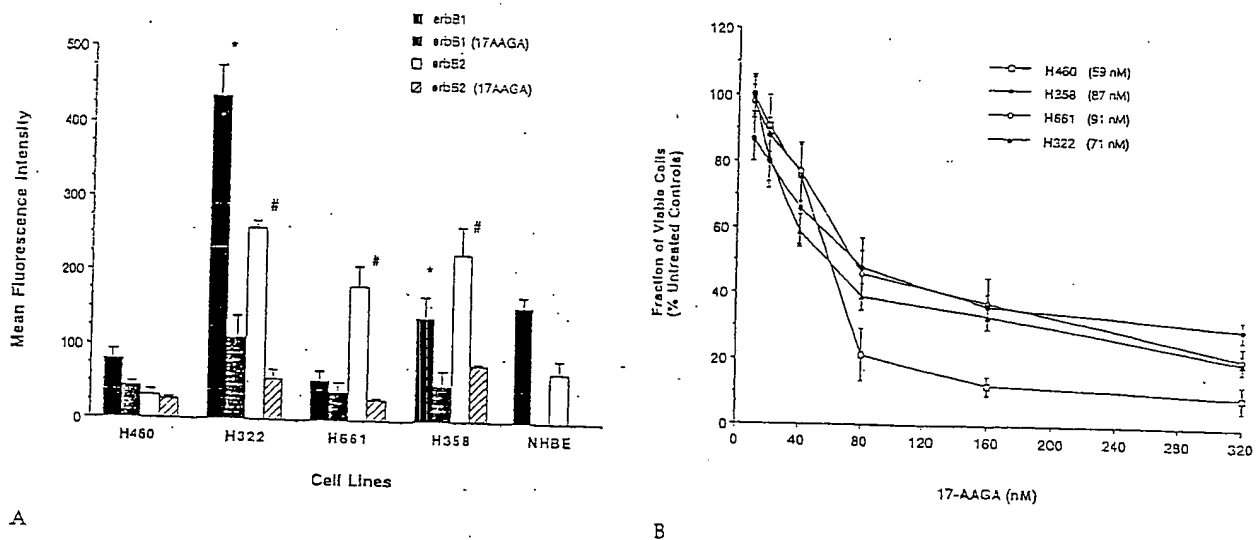 erbB1
erbB1 (17AAGA)
erbB2
erbB2 (17AAGA)
500
400
300
200
100
0
Mean Fluorescence Intensity
*
#
#
*
#
H460
H322
H661
H358
NHBE
Cell Lines
A
120
100
80
60
40
20
0
Fraction of Viable Cells
(% Untreated Controls)
H460 (59 nM)
H358 (87 nM)
H661 (91 nM)
H322 (71 nM)
0
40
80
120
160
200
240
280
320
17-AAGA (nM)
B